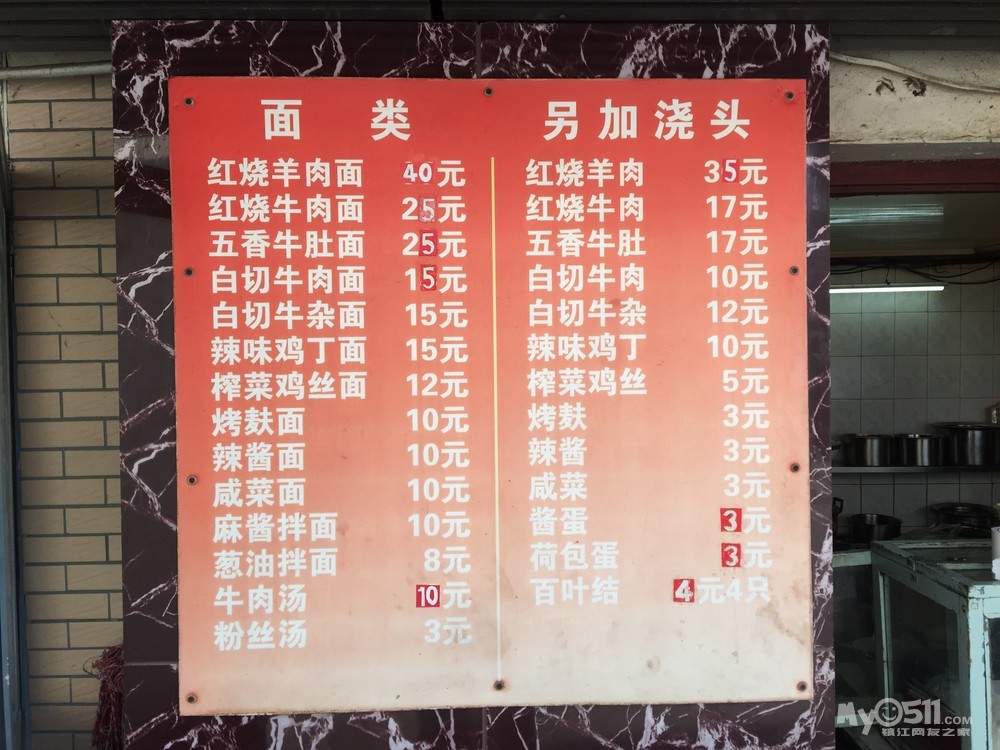 面 类
红烧羊肉面 40元
红烧牛肉面 25元
五香牛肚面 25元
白切牛肉面 15元
白切牛杂面 15元
辣味鸡丁面 15元
榨菜鸡丝面 12元
烤麸面 10元
辣酱面 10元
咸菜面 10元
麻酱拌面 10元
葱油拌面 8元
牛肉汤 10元
粉丝汤 3元
另加浇头
红烧羊肉 35元
红烧牛肉 17元
五香牛肚 17元
白切牛肉 10元
白切牛杂 12元
辣味鸡丁 10元
榨菜鸡丝 5元
烤麸 3元
辣酱 3元
咸菜 3元
酱蛋 3元
荷包蛋 3元
百叶结 4元4只
My0511.COM
镇江网友之家